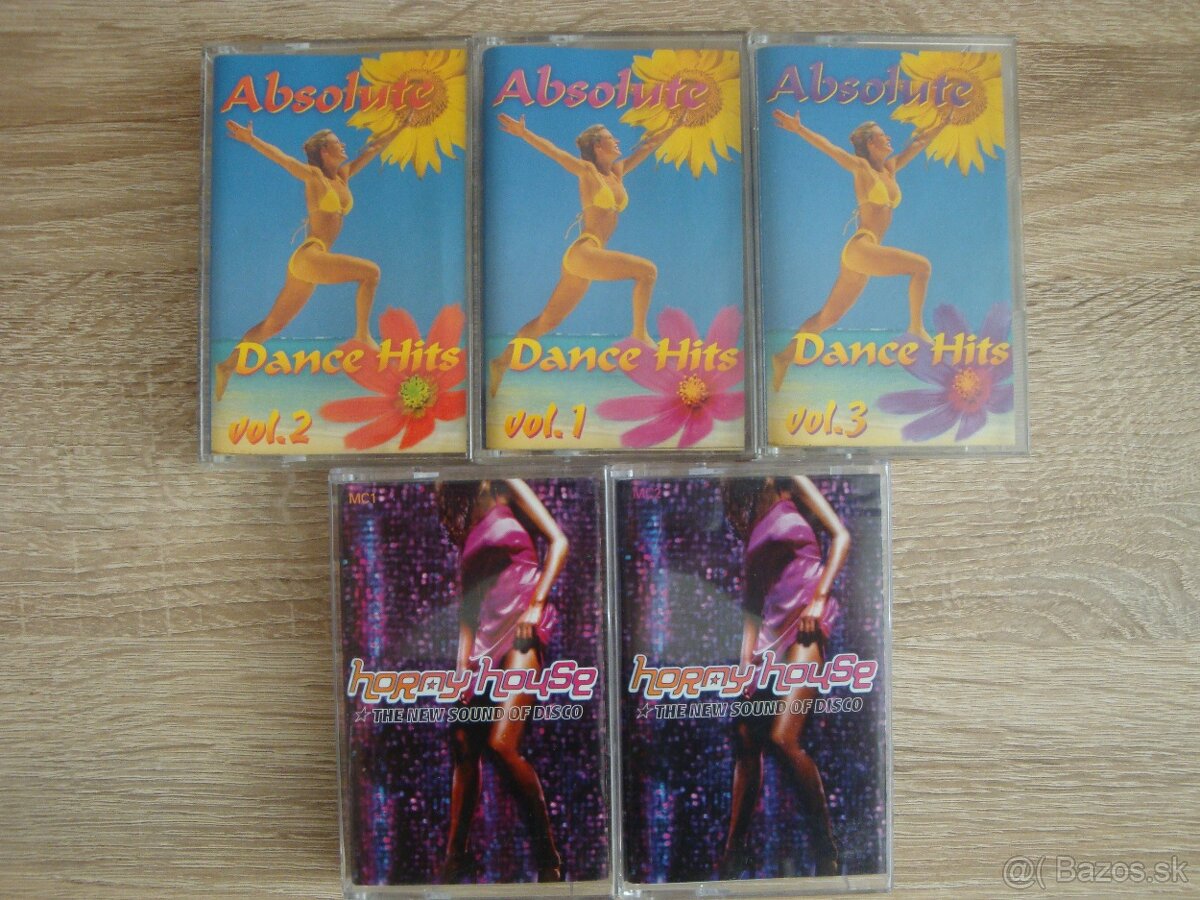 Absolute
Dance Hits
vol.2
Absolute
Dance Hits
vol.1
Absolute
Dance Hits
vol.3
MC1
horny house
THE NEW SOUND OF DISCO
MC2
horny house
THE NEW SOUND OF DISCO
@( Bazos.sk